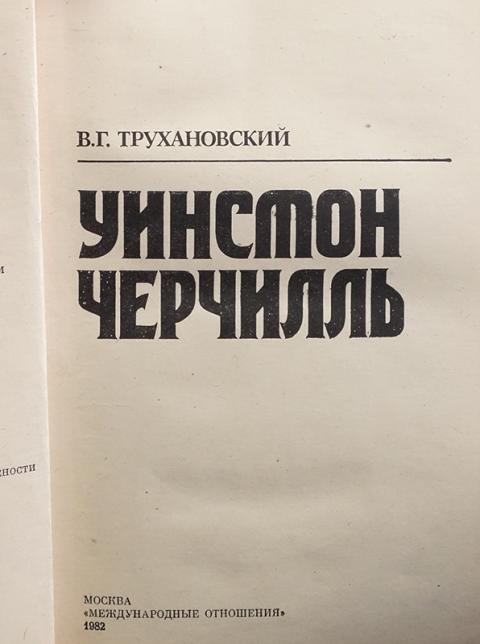 В.Г. ТРУХАНОВСКИЙ
УИНСТОН
ЧЕРЧИЛЛЬ
МОСКВА
«МЕЖДУНАРОДНЫЕ ОТНОШЕНИЯ»
1982